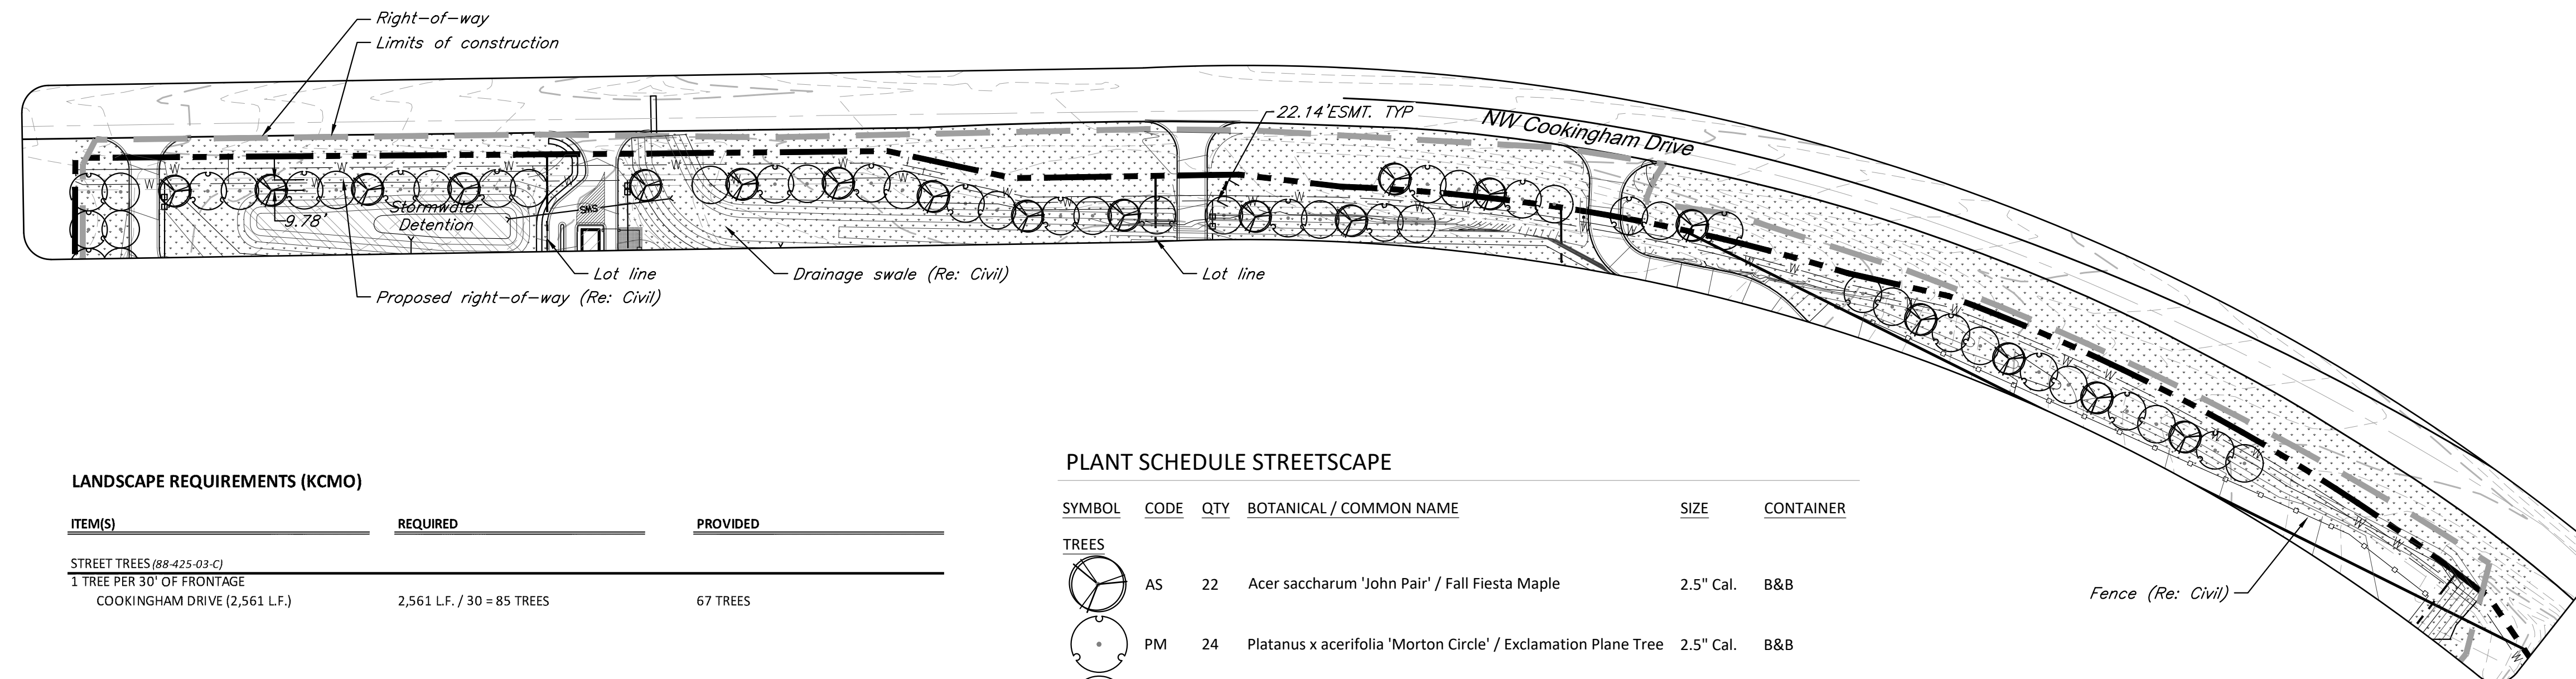 Right-of-way
Limits of construction
22.14'ESMT. TYP
NW Cookingham Drive
W W W W W W W W W W W W W W W W W W W W W W W
9.78'
Stormwater
Detention
SMS
Lot line
Drainage swale (Re: Civil)
Lot line
Proposed right-of-way (Re: Civil)
Fence (Re: Civil)
LANDSCAPE REQUIREMENTS (KCMO)
ITEM(S) REQUIRED PROVIDED
STREET TREES (88-425-03-C)
1 TREE PER 30' OF FRONTAGE
COOKINGHAM DRIVE (2,561 L.F.) 2,561 L.F. / 30 = 85 TREES 67 TREES
PLANT SCHEDULE STREETSCAPE
SYMBOL CODE QTY BOTANICAL / COMMON NAME SIZE CONTAINER
TREES
AS 22 Acer saccharum 'John Pair' / Fall Fiesta Maple 2.5" Cal. B&B
PM 24 Platanus x acerifolia 'Morton Circle' / Exclamation Plane Tree 2.5" Cal. B&B